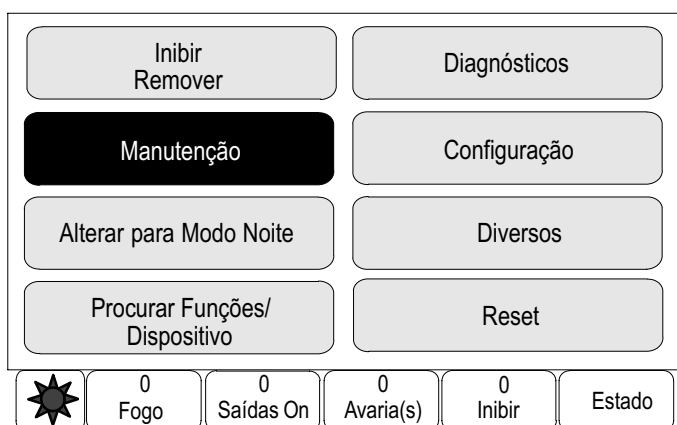 Inibir
Remover
Diagnósticos
Manutenção
Configuração
Alterar para Modo Noite
Diversos
Procurar Funções/
Dispositivo
Reset
0
Fogo
0
Saídas On
0
Avaria(s)
0
Inibir
Estado